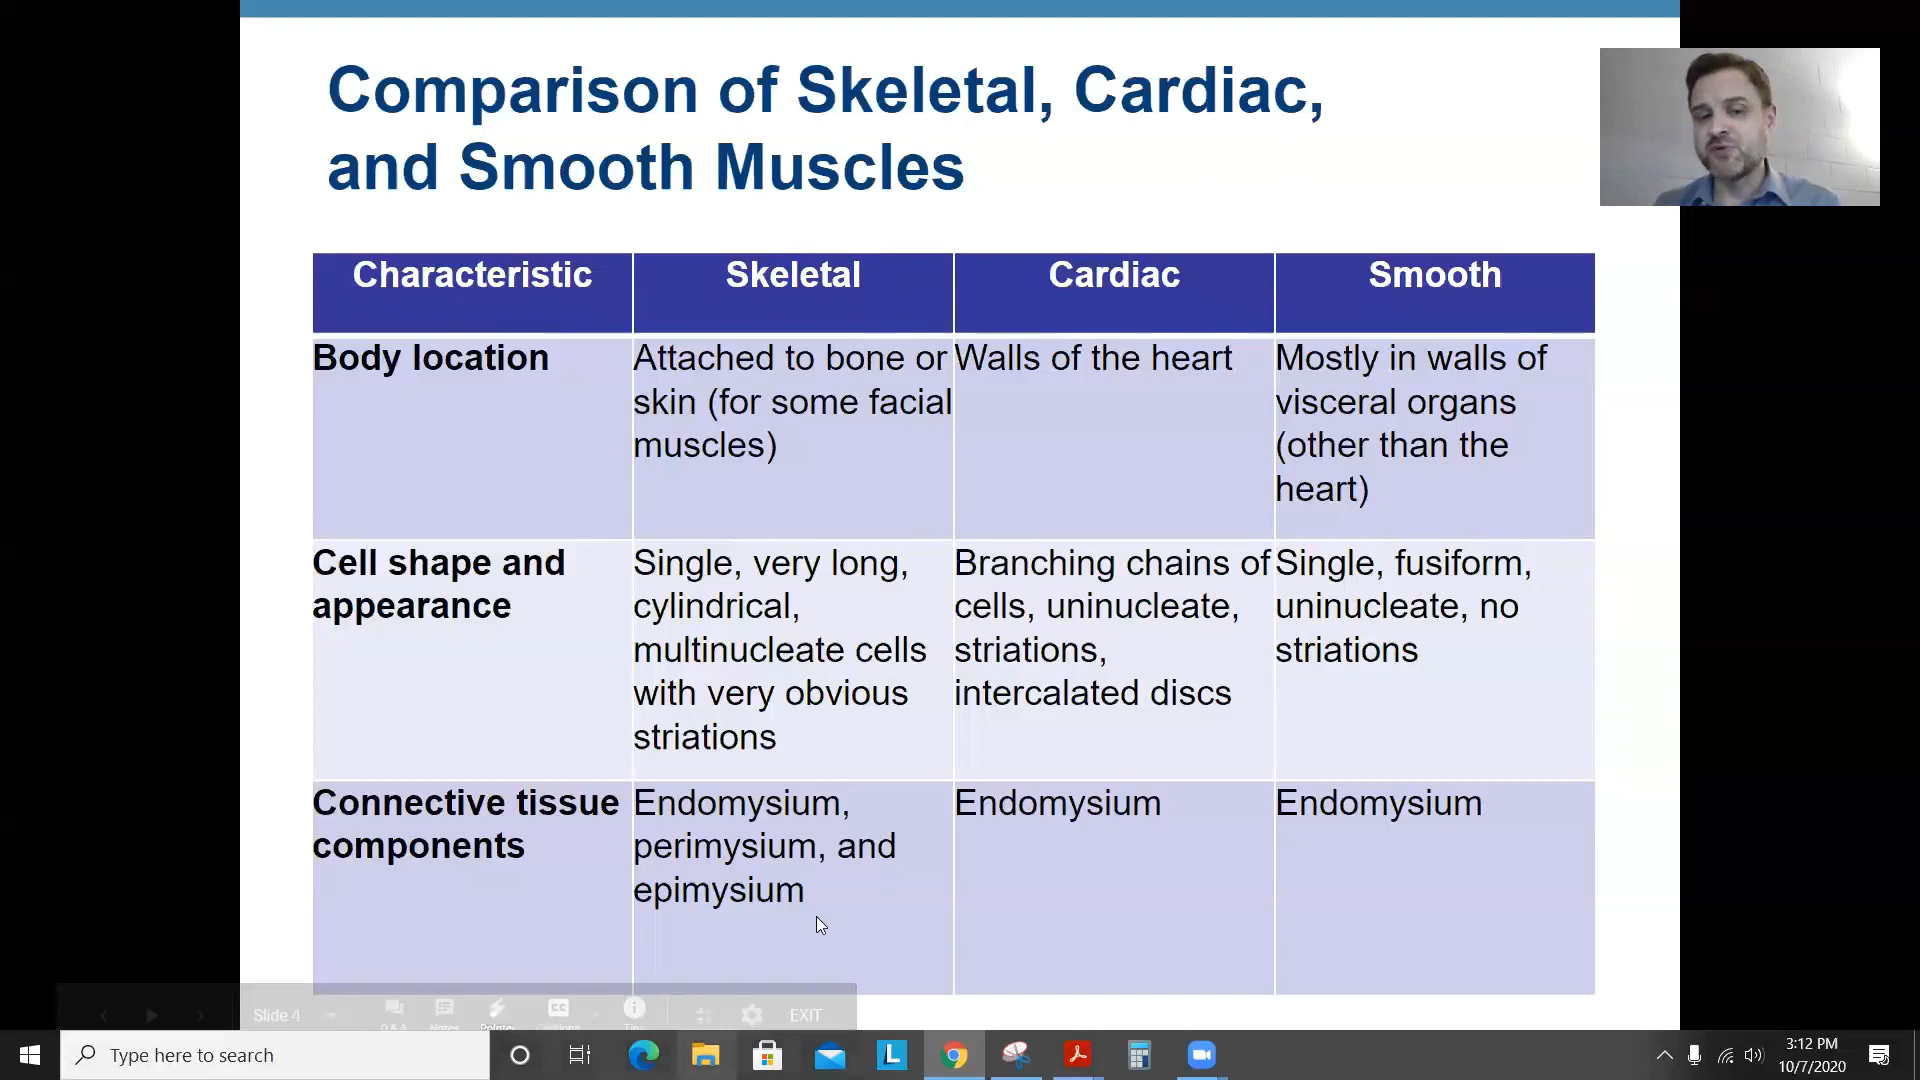 Comparison of Skeletal, Cardiac,
and Smooth Muscles
Characteristic
Skeletal
Cardiac
Smooth
Body location
Attached to bone or
skin (for some facial
muscles)
Walls of the heart
Mostly in walls of
visceral organs
(other than the
heart)
Cell shape and
appearance
Single, very long,
cylindrical,
multinucleate cells
with very obvious
striations
Branching chains of
cells, uninucleate,
striations,
intercalated discs
Single, fusiform,
uninucleate, no
striations
Connective tissue
components
Endomysium,
perimysium, and
epimysium
Endomysium
Endomysium
Slide 4
EXIT
Type here to search
L
3:12 PM
10/7/2020